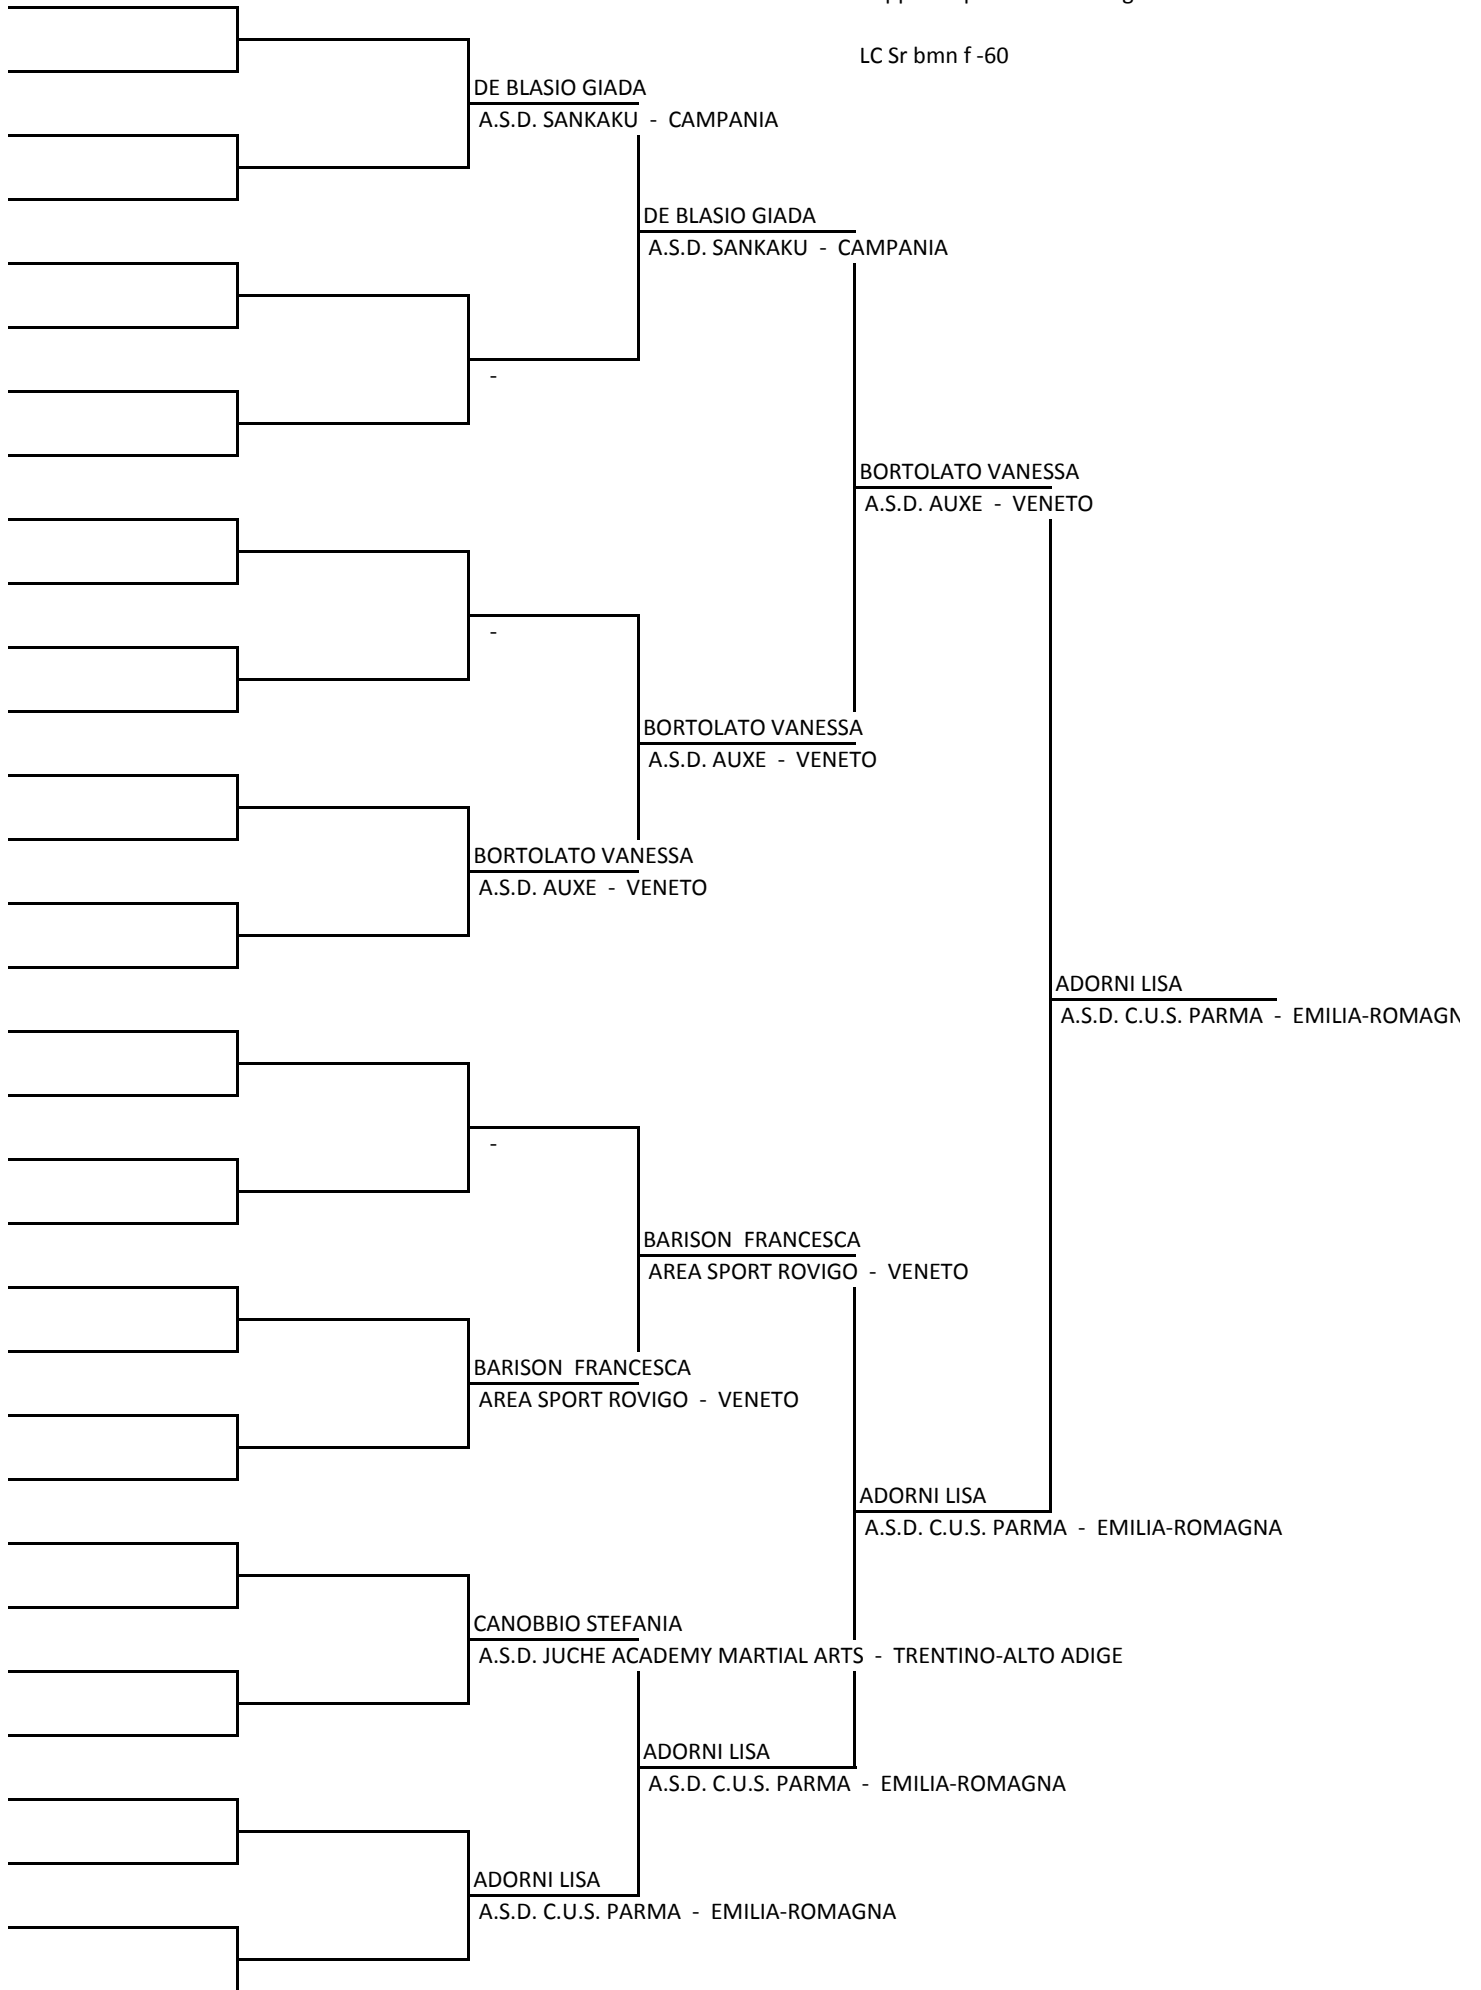 LC Sr bmn f -60
DE BLASIO GIADA
A.S.D. SANKAKU - CAMPANIA
DE BLASIO GIADA
A.S.D. SANKAKU - CAMPANIA
-
BORTOLATO VANESSA
A.S.D. AUXE - VENETO
-
BORTOLATO VANESSA
A.S.D. AUXE - VENETO
BORTOLATO VANESSA
A.S.D. AUXE - VENETO
ADORNI LISA
A.S.D. C.U.S. PARMA - EMILIA-ROMAGN
-
BARISON FRANCESCA
AREA SPORT ROVIGO - VENETO
BARISON FRANCESCA
AREA SPORT ROVIGO - VENETO
ADORNI LISA
A.S.D. C.U.S. PARMA - EMILIA-ROMAGNA
CANOBBIO STEFANIA
A.S.D. JUCHE ACADEMY MARTIAL ARTS - TRENTINO-ALTO ADIGE
ADORNI LISA
A.S.D. C.U.S. PARMA - EMILIA-ROMAGNA
ADORNI LISA
A.S.D. C.U.S. PARMA - EMILIA-ROMAGNA